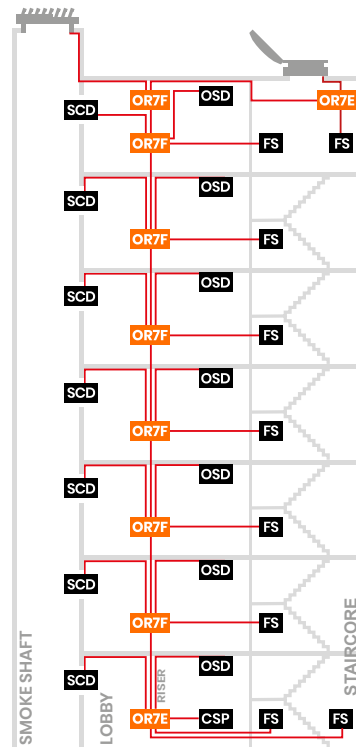 OR7F OSD OR7E
SCD
OR7F FS FS
SCD OSD
OR7F FS
SCD OSD
OR7F FS
SCD OSD
OR7F FS
SCD OSD
OR7F FS
SCD OSD
OR7F FS
SCD OSD
OR7E CSP FS FS
SMOKE SHAFT
LOBBY
RISER
STAIRCORE